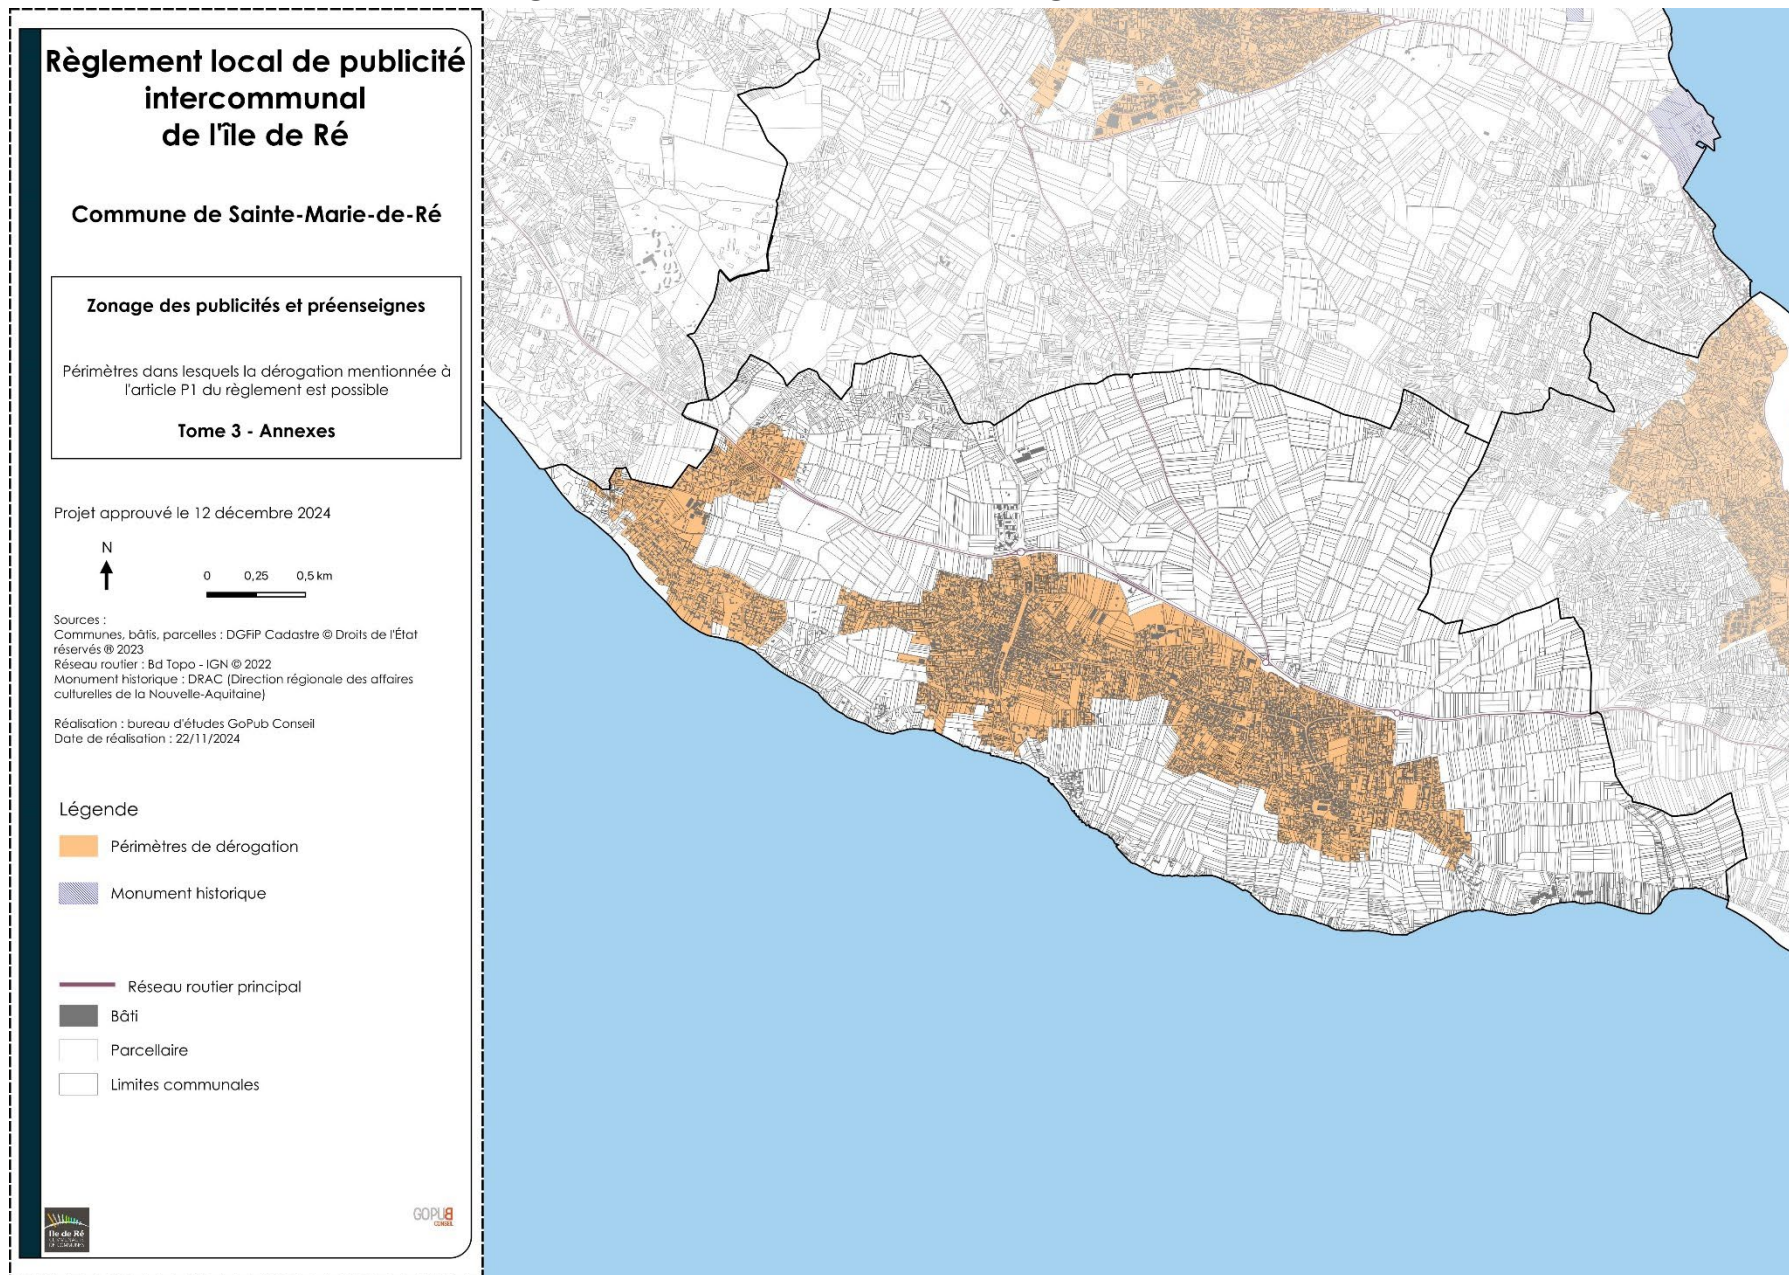 Règlement local de publicité
intercommunal
de l'île de Ré
Commune de Sainte-Marie-de-Ré
Zonage des publicités et préenseignes
Périmètres dans lesquels la dérogation mentionnée à
l'article P1 du règlement est possible
Tome 3 - Annexes
Projet approuvé le 12 décembre 2024
N
0 0,25 0,5 km
Sources :
Communes, bâtis, parcelles : DGFiP Cadastre © Droits de l'État
réservés ® 2023
Réseau routier : Bd Topo - IGN © 2022
Monument historique : DRAC (Direction régionale des affaires
culturelles de la Nouvelle-Aquitaine)
Réalisation : bureau d'études GoPub Conseil
Date de réalisation : 22/11/2024
Légende
Périmètres de dérogation
Monument historique
Réseau routier principal
Bâti
Parcellaire
Limites communales
Ile de Ré
COMMUNAUTÉ
DE COMMUNES
GOPUB
CONSEIL